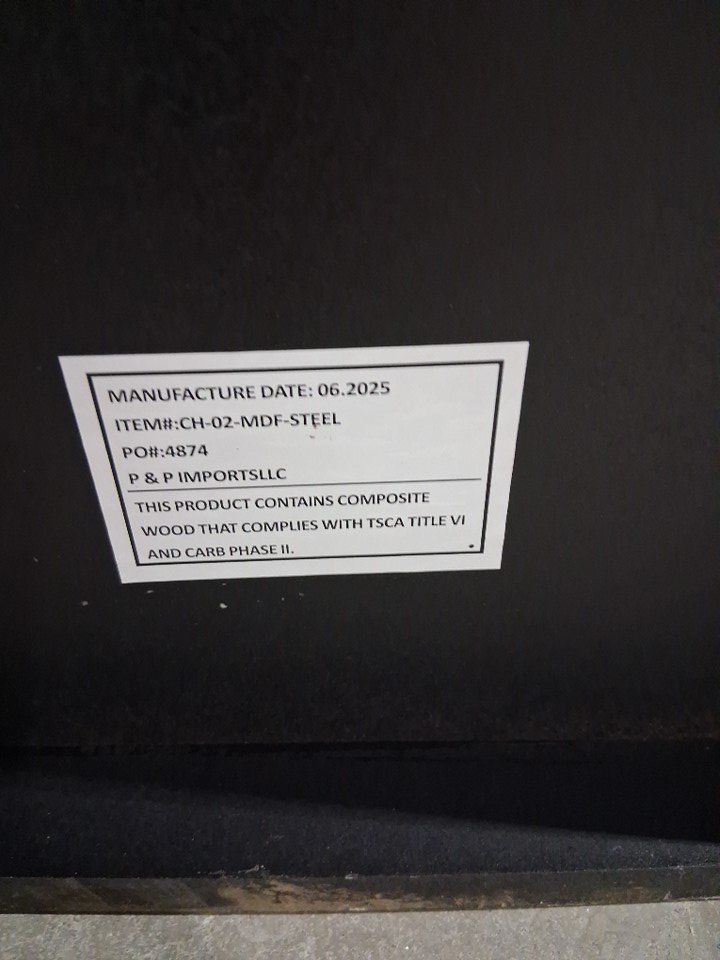 MANUFACTURE DATE: 06.2025
ITEM#:CH-02-MDF-STEEL
PO#:4874
P & P IMPORTSLLC
THIS PRODUCT CONTAINS COMPOSITE
WOOD THAT COMPLIES WITH TSCA TITLE VI
AND CARB PHASE II.